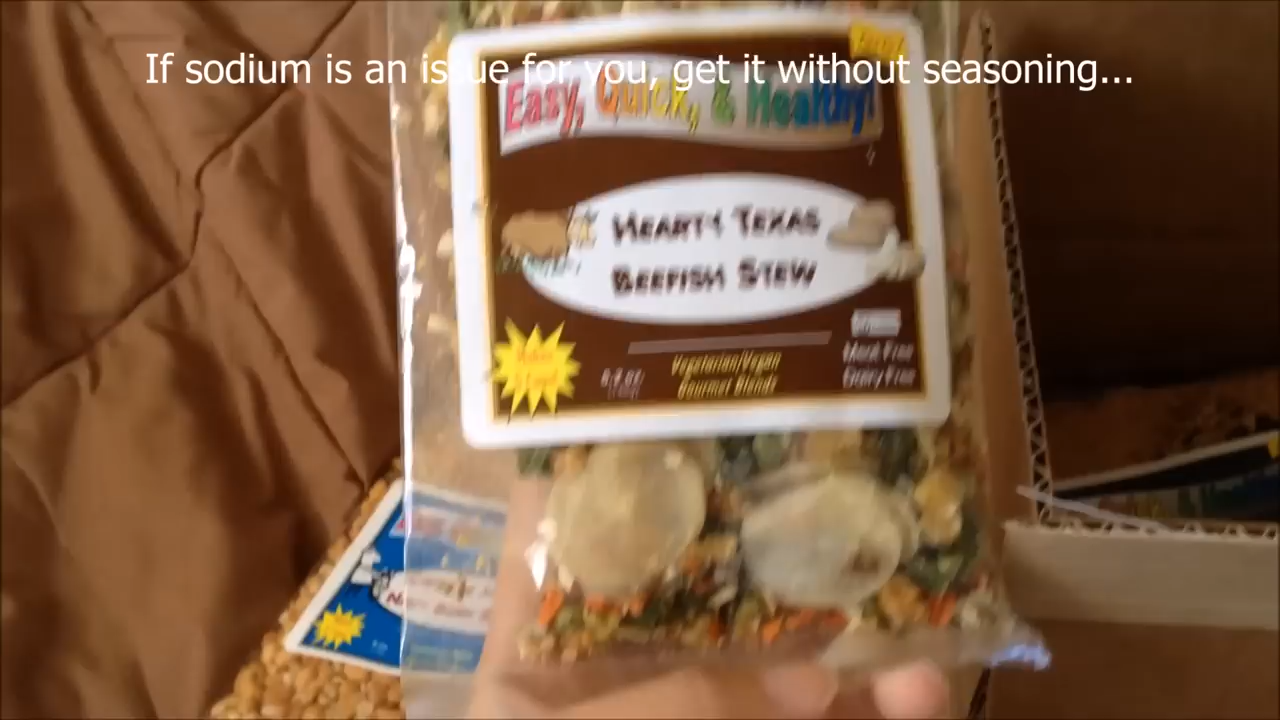 If sodium is an issue for you, get it without seasoning...
Easy, Quick, & Healthy!
HEARTY TEXAS
BEEFISH STEW
Vegetarian/Vegan
Gourmet Blends
Meat Free
Dairy Free